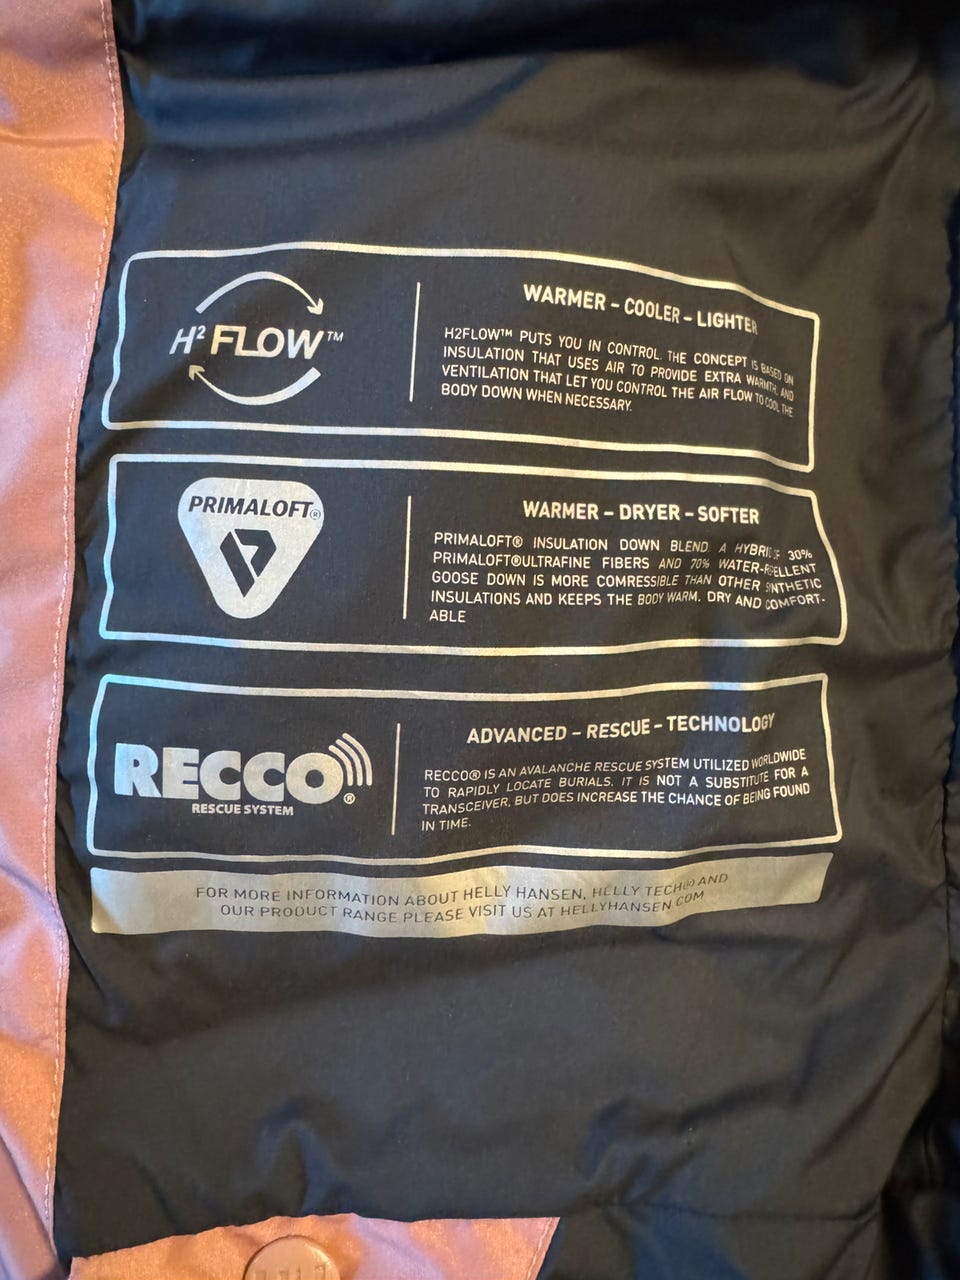 H² FLOW™
WARMER – COOLER – LIGHTER
H2FLOW™ PUTS YOU IN CONTROL. THE CONCEPT IS BASED ON
INSULATION THAT USES AIR TO PROVIDE EXTRA WARMTH, AND
VENTILATION THAT LET YOU CONTROL THE AIR FLOW TO COOL THE
BODY DOWN WHEN NECESSARY.
PRIMALOFT®
WARMER – DRYER – SOFTER
PRIMALOFT® INSULATION DOWN BLEND, A HYBRID OF 30%
PRIMALOFT®ULTRAFINE FIBERS AND 70% WATER-REPELLENT
GOOSE DOWN IS MORE COMRESSIBLE THAN OTHER SYNTHETIC
INSULATIONS AND KEEPS THE BODY WARM, DRY AND COMFORT-
ABLE
RECCO®
RESCUE SYSTEM
ADVANCED – RESCUE – TECHNOLOGY
RECCO® IS AN AVALANCHE RESCUE SYSTEM UTILIZED WORLDWIDE
TO RAPIDLY LOCATE BURIALS. IT IS NOT A SUBSTITUTE FOR A
TRANSCEIVER, BUT DOES INCREASE THE CHANCE OF BEING FOUND
IN TIME.
FOR MORE INFORMATION ABOUT HELLY HANSEN, HELLY TECH® AND
OUR PRODUCT RANGE PLEASE VISIT US AT HELLYHANSEN.COM